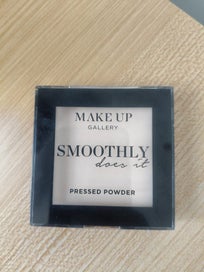 MAKE UP
GALLERY
SMOOTHLY
does it
PRESSED POWDER